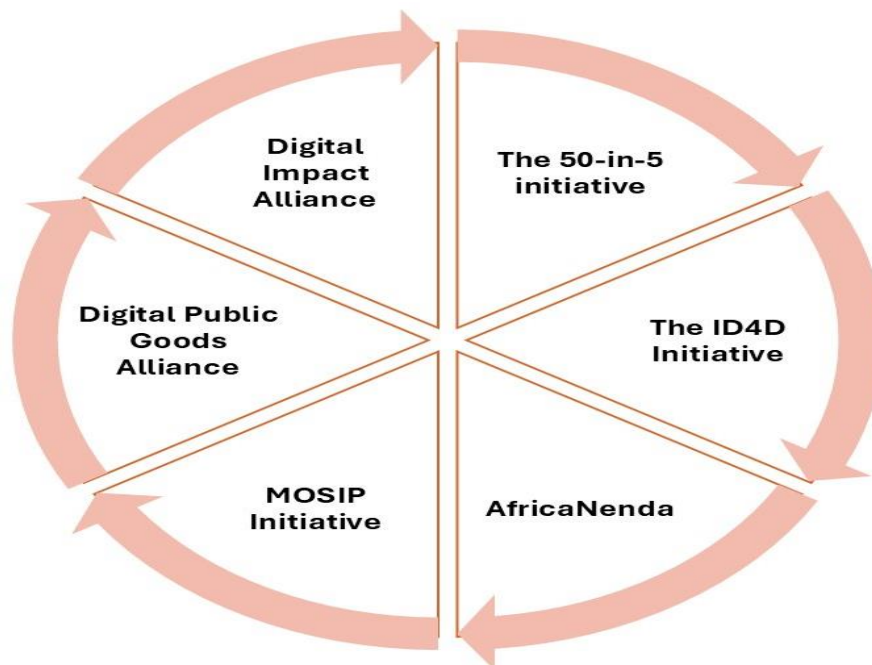 The 50-in-5
initiative
The ID4D
Initiative
AfricaNenda
MOSIP
Initiative
Digital Public
Goods
Alliance
Digital
Impact
Alliance